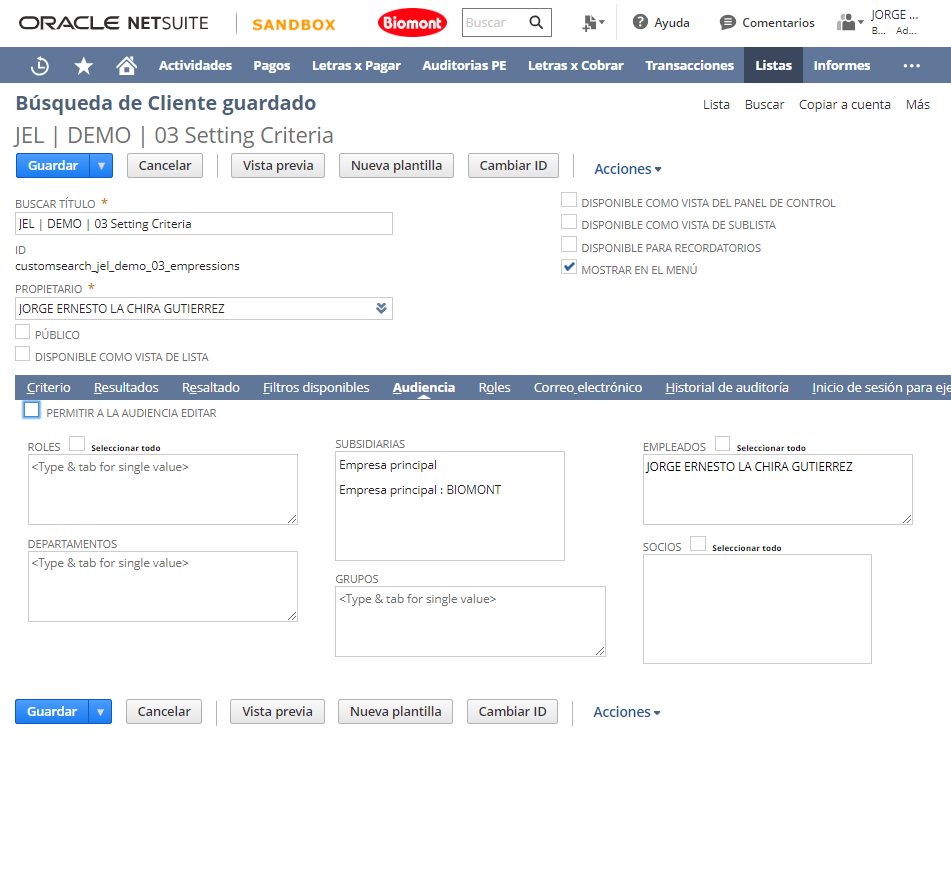 ORACLE NETSUITE SANDBOX Biomont Buscar Ayuda Comentarios JORGE ...
B... Ad...
Actividades Pagos Letras x Pagar Auditorias PE Letras x Cobrar Transacciones Listas Informes ...
Búsqueda de Cliente guardado Lista Buscar Copiar a cuenta Más
JEL | DEMO | 03 Setting Criteria
Guardar Cancelar Vista previa Nueva plantilla Cambiar ID Acciones
BUSCAR TÍTULO * DISPONIBLE COMO VISTA DEL PANEL DE CONTROL
JEL | DEMO | 03 Setting Criteria DISPONIBLE COMO VISTA DE SUBLISTA
ID DISPONIBLE PARA RECORDATORIOS
customsearch_jel_demo_03_empressions MOSTRAR EN EL MENÚ
PROPIETARIO *
JORGE ERNESTO LA CHIRA GUTIERREZ
PÚBLICO
DISPONIBLE COMO VISTA DE LISTA
Criterio Resultados Resaltado Filtros disponibles Audiencia Roles Correo electrónico Historial de auditoría Inicio de sesión para eje
PERMITIR A LA AUDIENCIA EDITAR
ROLES Seleccionar todo
<Type & tab for single value>
DEPARTAMENTOS
<Type & tab for single value>
SUBSIDIARIAS
Empresa principal
Empresa principal : BIOMONT
GRUPOS
<Type & tab for single value>
EMPLEADOS Seleccionar todo
JORGE ERNESTO LA CHIRA GUTIERREZ
SOCIOS Seleccionar todo
Guardar Cancelar Vista previa Nueva plantilla Cambiar ID Acciones